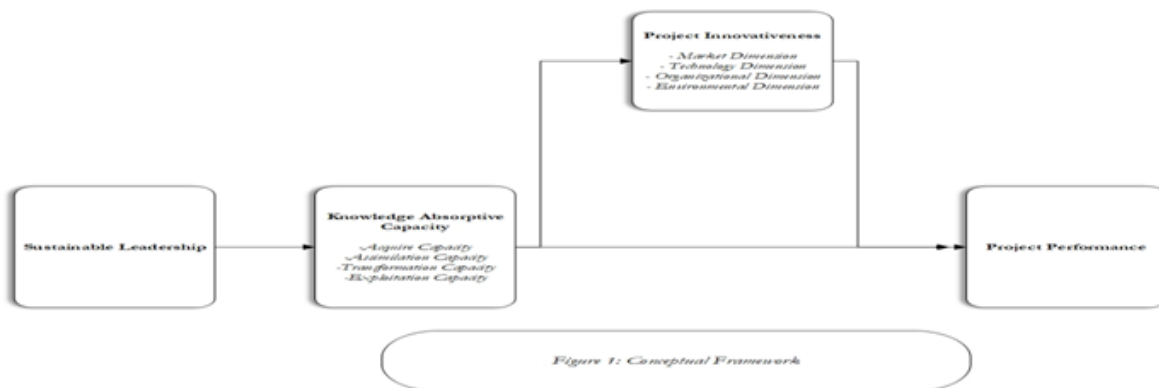 Project Innovativeness
- Market Dimension
- Technology Dimension
- Organizational Dimension
- Environmental Dimension
Sustainable Leadership
Knowledge Absorptive
Capacity
-Acquire Capacity
-Assimilation Capacity
-Transformation Capacity
-Exploitation Capacity
Project Performance
Figure 1: Conceptual Framework